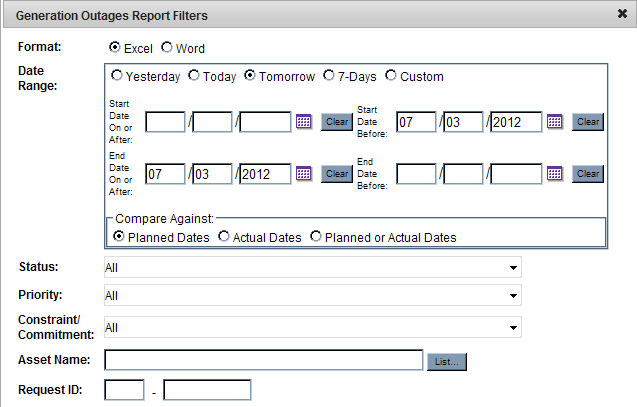 Generation Outages Report Filters
Format: Excel Word
Date Range:
Yesterday Today Tomorrow 7-Days Custom
Start Date On or After: / / Clear
Start Date Before: 07 / 03 / 2012 Clear
End Date On or After: 07 / 03 / 2012 Clear
End Date Before: / / Clear
Compare Against:
Planned Dates Actual Dates Planned or Actual Dates
Status: All
Priority: All
Constraint/
Commitment: All
Asset Name: List...
Request ID: -